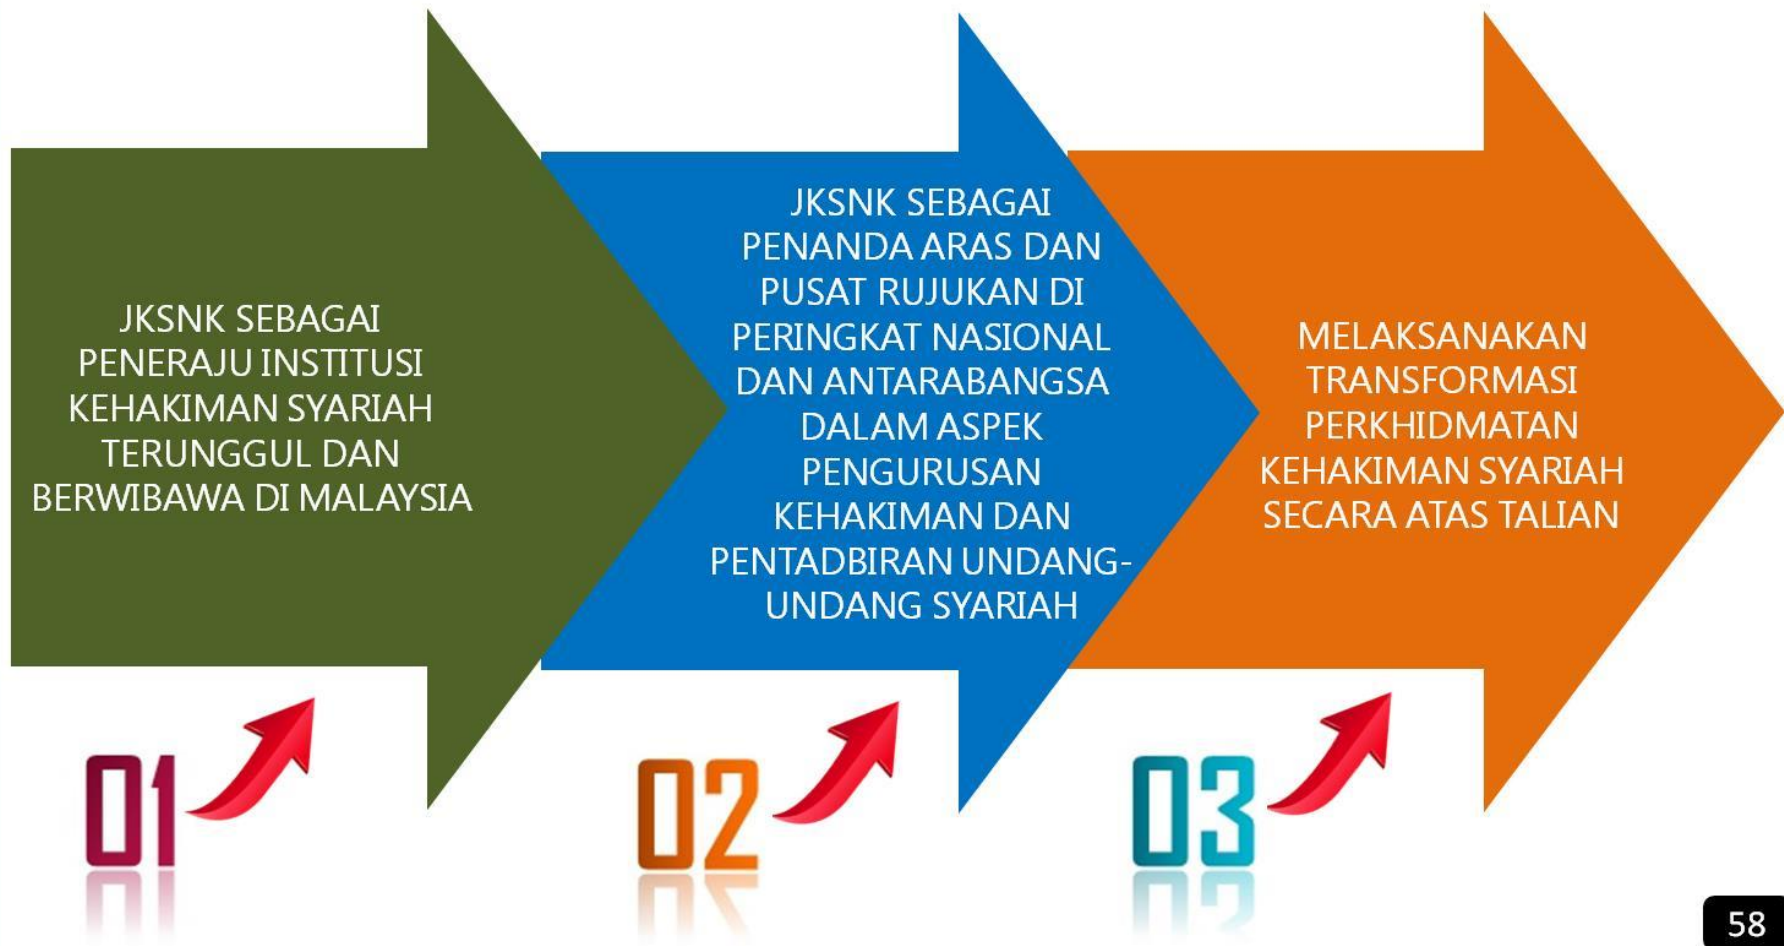 JKSNK SEBAGAI
PENERAJU INSTITUSI
KEHAKIMAN SYARIAH
TERUNGGUL DAN
BERWIBAWA DI MALAYSIA
01
JKSNK SEBAGAI
PENANDA ARAS DAN
PUSAT RUJUKAN DI
PERINGKAT NASIONAL
DAN ANTARABANGSA
DALAM ASPEK
PENGURUSAN
KEHAKIMAN DAN
PENTADBIRAN UNDANG-
UNDANG SYARIAH
02
MELAKSANAKAN
TRANSFORMASI
PERKHIDMATAN
KEHAKIMAN SYARIAH
SECARA ATAS TALIAN
03
58